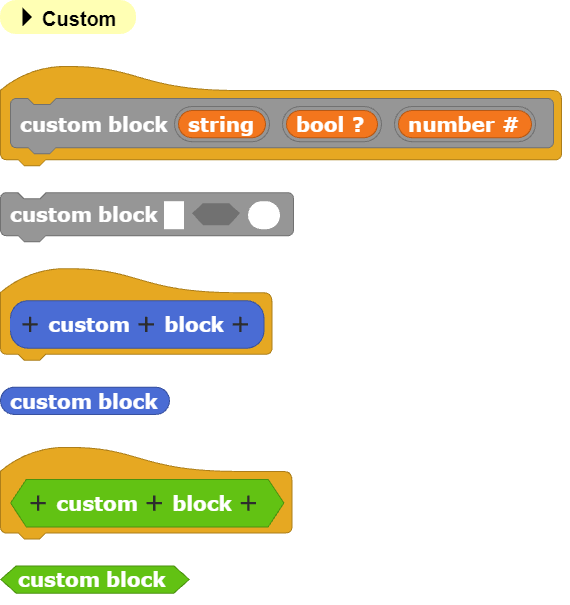 Custom
custom block string bool ? number #
custom block
+ custom + block +
custom block
+ custom + block +
custom block